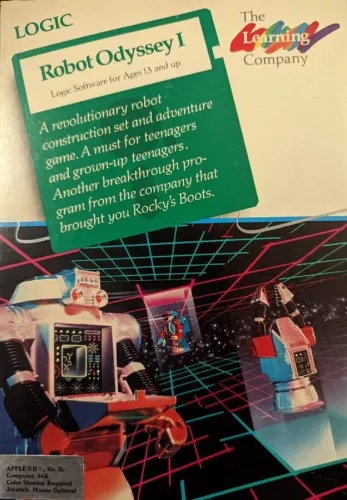 LOGIC
The
Learning
Company
Robot Odyssey I
Logic Software for Ages 13 and up.
A revolutionary robot
construction set and adventure
game. A must for teenagers
and grown-up teenagers.
Another breakthrough pro-
gram from the company that
brought you Rocky's Boots.
APPLE® II+, IIe, IIc
Computer, 64K
Color Monitor Required
Joystick, Mouse Optional